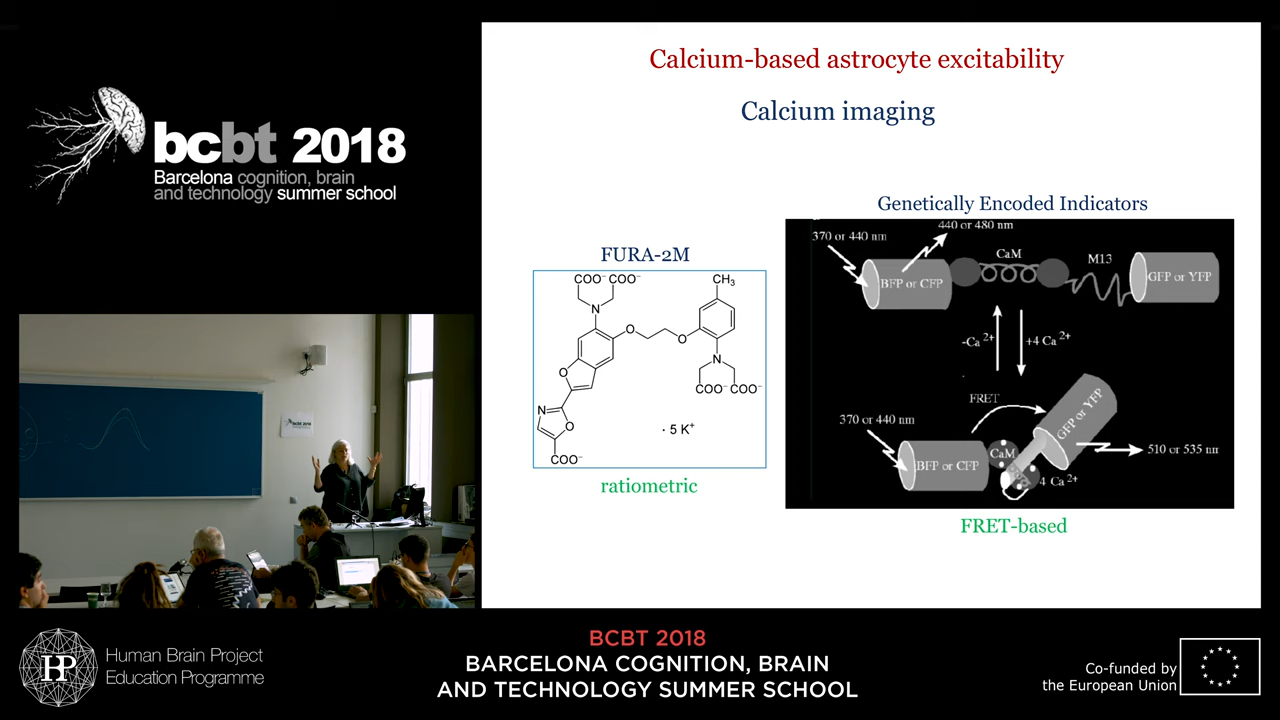 bcbt 2018
Barcelona cognition, brain
and technology summer school
Calcium-based astrocyte excitability
Calcium imaging
Genetically Encoded Indicators
FURA-2M
COO⁻ COO⁻
CH₃
N
O
O
N
O
COO⁻ COO⁻
N
O
· 5 K⁺
COO⁻
ratiometric
440 or 480 nm
370 or 440 nm
CaM
M13
BFP or CFP
GFP or YFP
-Ca ²⁺
+4 Ca ²⁺
FRET
GFP or YFP
370 or 440 nm
510 or 535 nm
CaM
BFP or CFP
4 Ca ²⁺
FRET-based
bcbt 2018
HP
Human Brain Project
Education Programme
BCBT 2018
BARCELONA COGNITION, BRAIN
AND TECHNOLOGY SUMMER SCHOOL
Co-funded by
the European Union